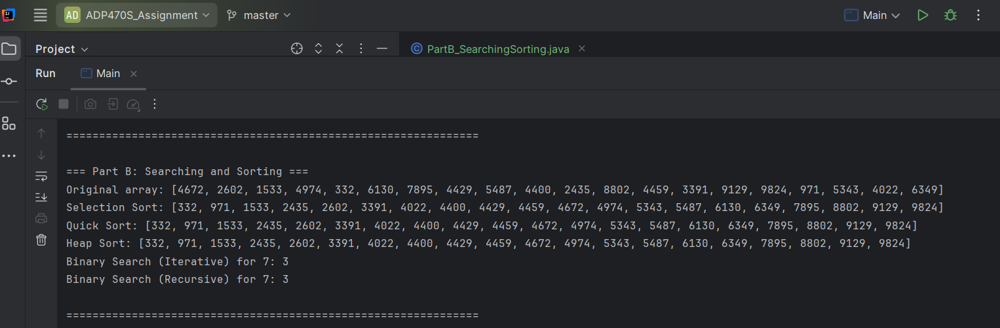 AD ADP470S_Assignment master Main
Project PartB_SearchingSorting.java
Run Main
===============================================================
=== Part B: Searching and Sorting ===
Original array: [4672, 2602, 1533, 4974, 332, 6130, 7895, 4429, 5487, 4400, 2435, 8802, 4459, 3391, 9129, 9824, 971, 5343, 4022, 6349]
Selection Sort: [332, 971, 1533, 2435, 2602, 3391, 4022, 4400, 4429, 4459, 4672, 4974, 5343, 5487, 6130, 6349, 7895, 8802, 9129, 9824]
Quick Sort: [332, 971, 1533, 2435, 2602, 3391, 4022, 4400, 4429, 4459, 4672, 4974, 5343, 5487, 6130, 6349, 7895, 8802, 9129, 9824]
Heap Sort: [332, 971, 1533, 2435, 2602, 3391, 4022, 4400, 4429, 4459, 4672, 4974, 5343, 5487, 6130, 6349, 7895, 8802, 9129, 9824]
Binary Search (Iterative) for 7: 3
Binary Search (Recursive) for 7: 3
===============================================================